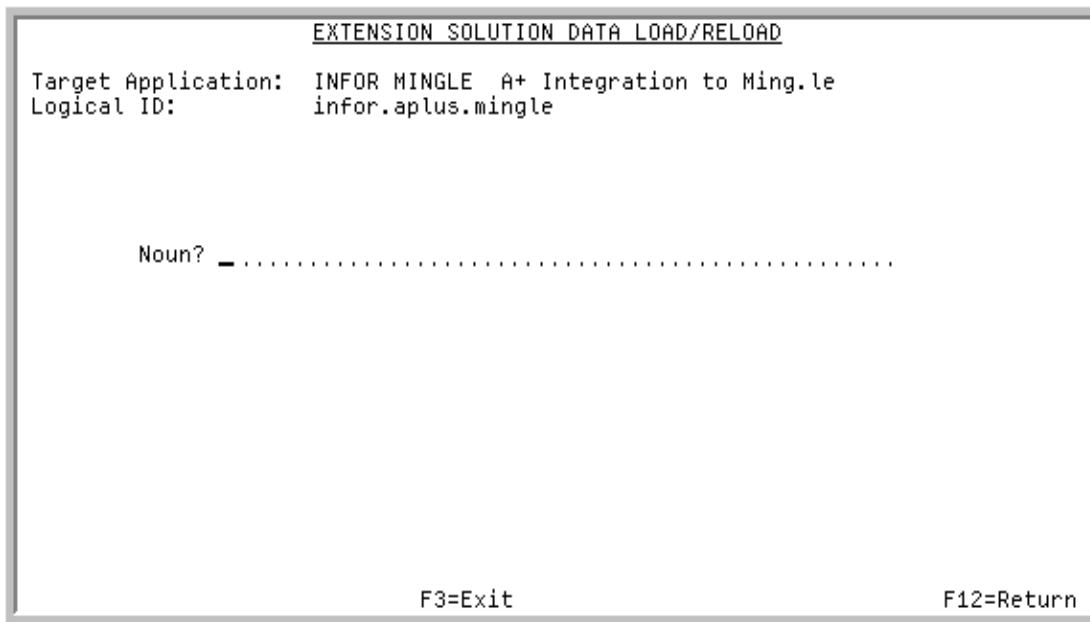 EXTENSION SOLUTION DATA LOAD/RELOAD
Target Application: INFOR MINGLE A+ Integration to Ming.le
Logical ID: infor.aplus.mingle
Noun? _ . . . . . . . . . . . . . . . . . . . . . . . . . . . . . . . . . . . . . . . . . . . . . . . . .
F3=Exit F12=Return